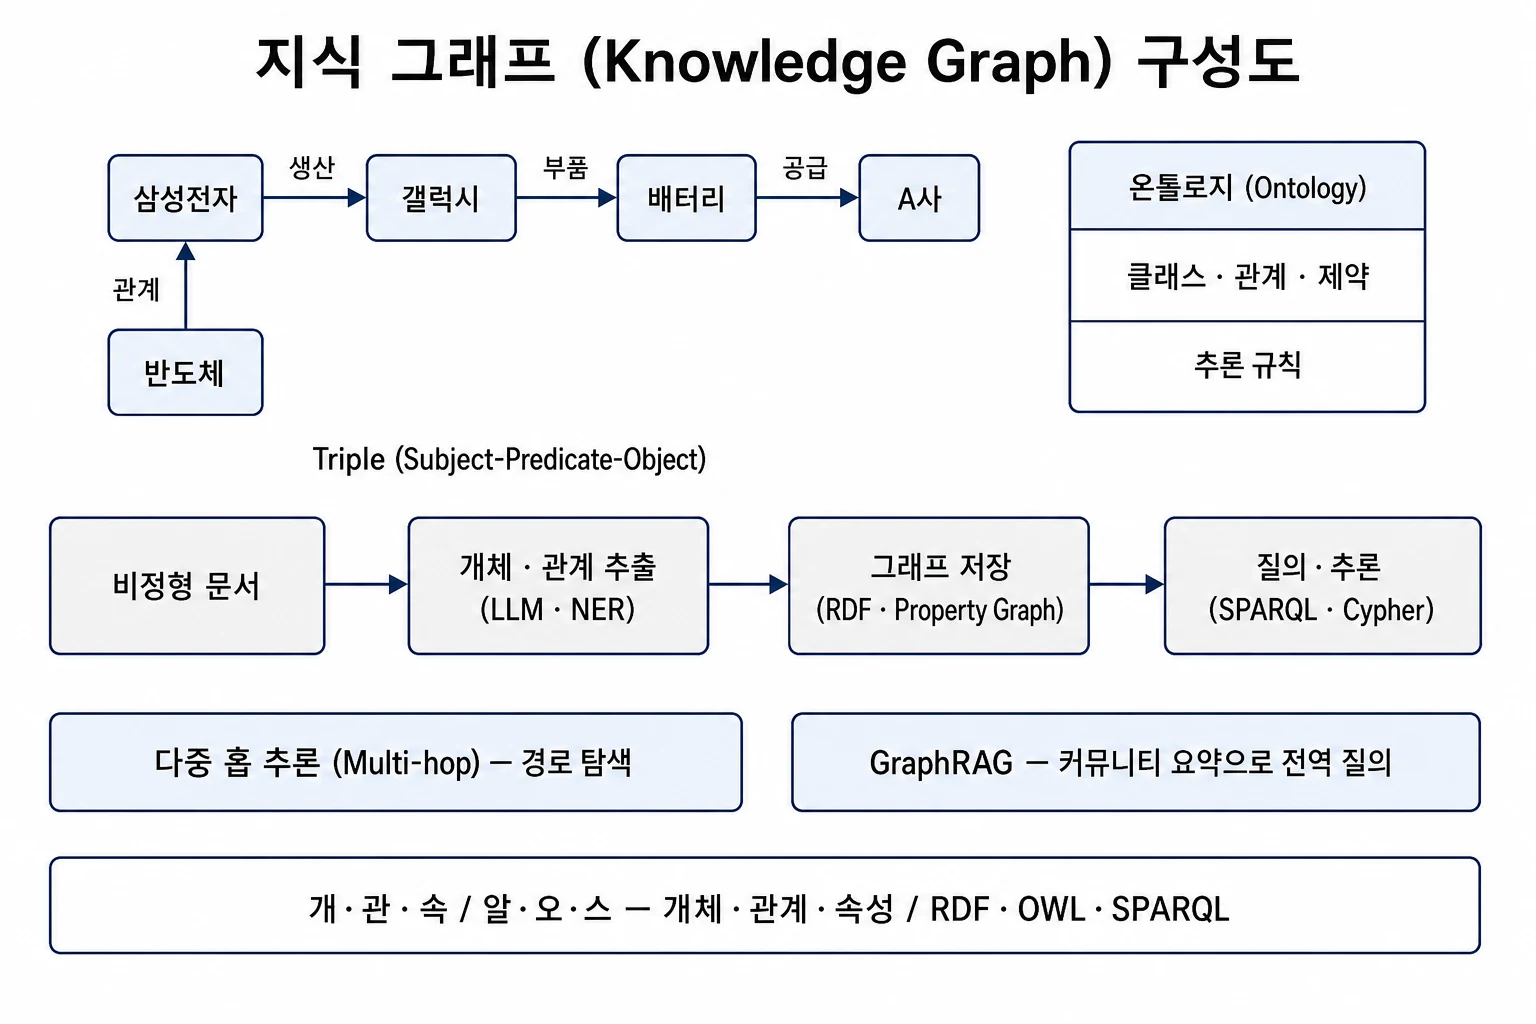 지식 그래프 (Knowledge Graph) 구성도
삼성전자
생산
갤럭시
부품
배터리
공급
A사
관계
반도체
온톨로지 (Ontology)
클래스 · 관계 · 제약
추론 규칙
Triple (Subject-Predicate-Object)
비정형 문서
개체 · 관계 추출
(LLM · NER)
그래프 저장
(RDF · Property Graph)
질의 · 추론
(SPARQL · Cypher)
다중 홉 추론 (Multi-hop) — 경로 탐색
GraphRAG — 커뮤니티 요약으로 전역 질의
개 · 관 · 속 / 알 · 오 · 스 — 개체 · 관계 · 속성 / RDF · OWL · SPARQL